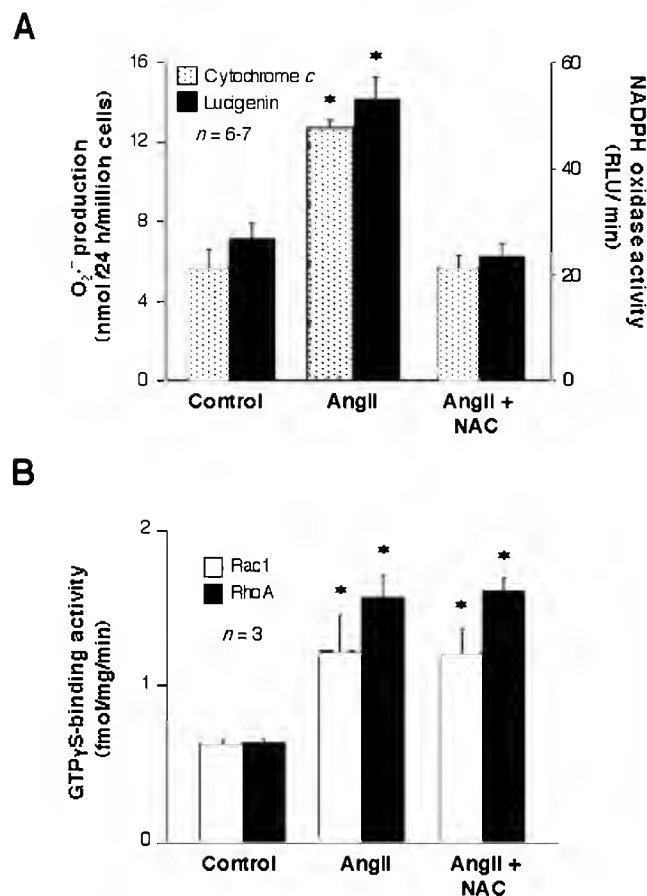 A
O₂·⁻ production
(nmol/24 h/million cells)
16
12
8
4
0
Cytochrome c
Lucigenin
n = 6-7
*
*
60
40
20
0
NADPH oxidase activity
(RLU/ min)
Control
AngII
AngII +
NAC
B
GTPγS-binding activity
(fmol/mg/min)
2
1
0
Rac1
RhoA
n = 3
*
*
*
*
Control
AngII
AngII +
NAC